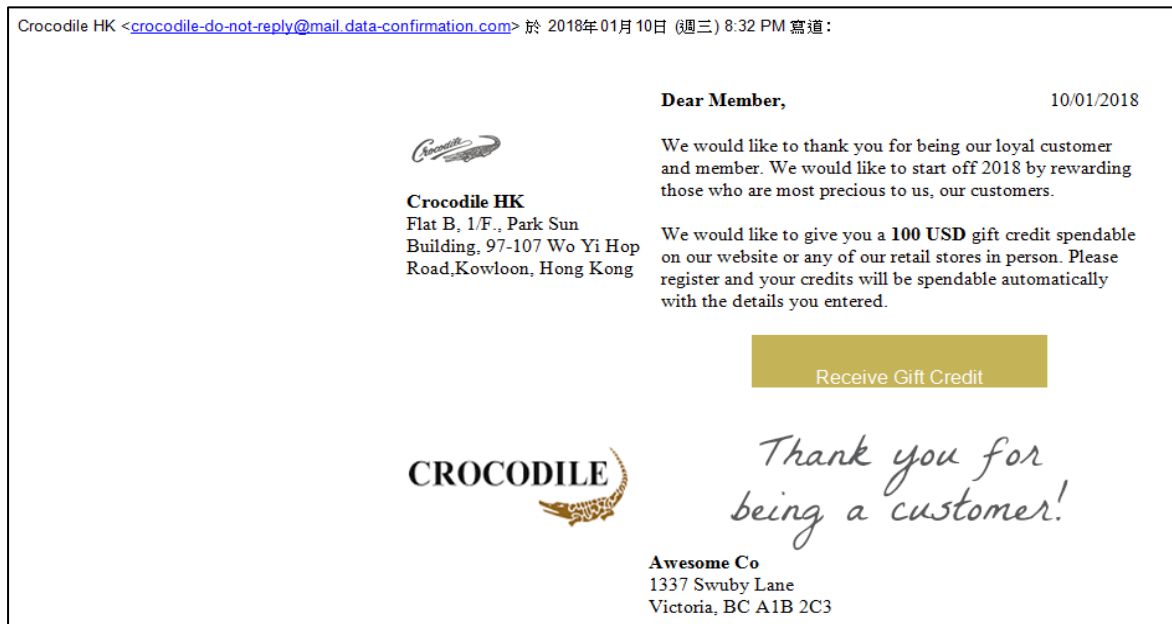 Crocodile HK <crocodile-do-not-reply@mail.data-confirmation.com> 於 2018年01月10日 (週三) 8:32 PM 寫道:
Crocodile
Crocodile HK
Flat B, 1/F., Park Sun
Building, 97-107 Wo Yi Hop
Road,Kowloon, Hong Kong
Dear Member,
10/01/2018
We would like to thank you for being our loyal customer
and member. We would like to start off 2018 by rewarding
those who are most precious to us, our customers.
We would like to give you a 100 USD gift credit spendable
on our website or any of our retail stores in person. Please
register and your credits will be spendable automatically
with the details you entered.
Receive Gift Credit
CROCODILE
Thank you for
being a customer!
Awesome Co
1337 Swuby Lane
Victoria, BC A1B 2C3